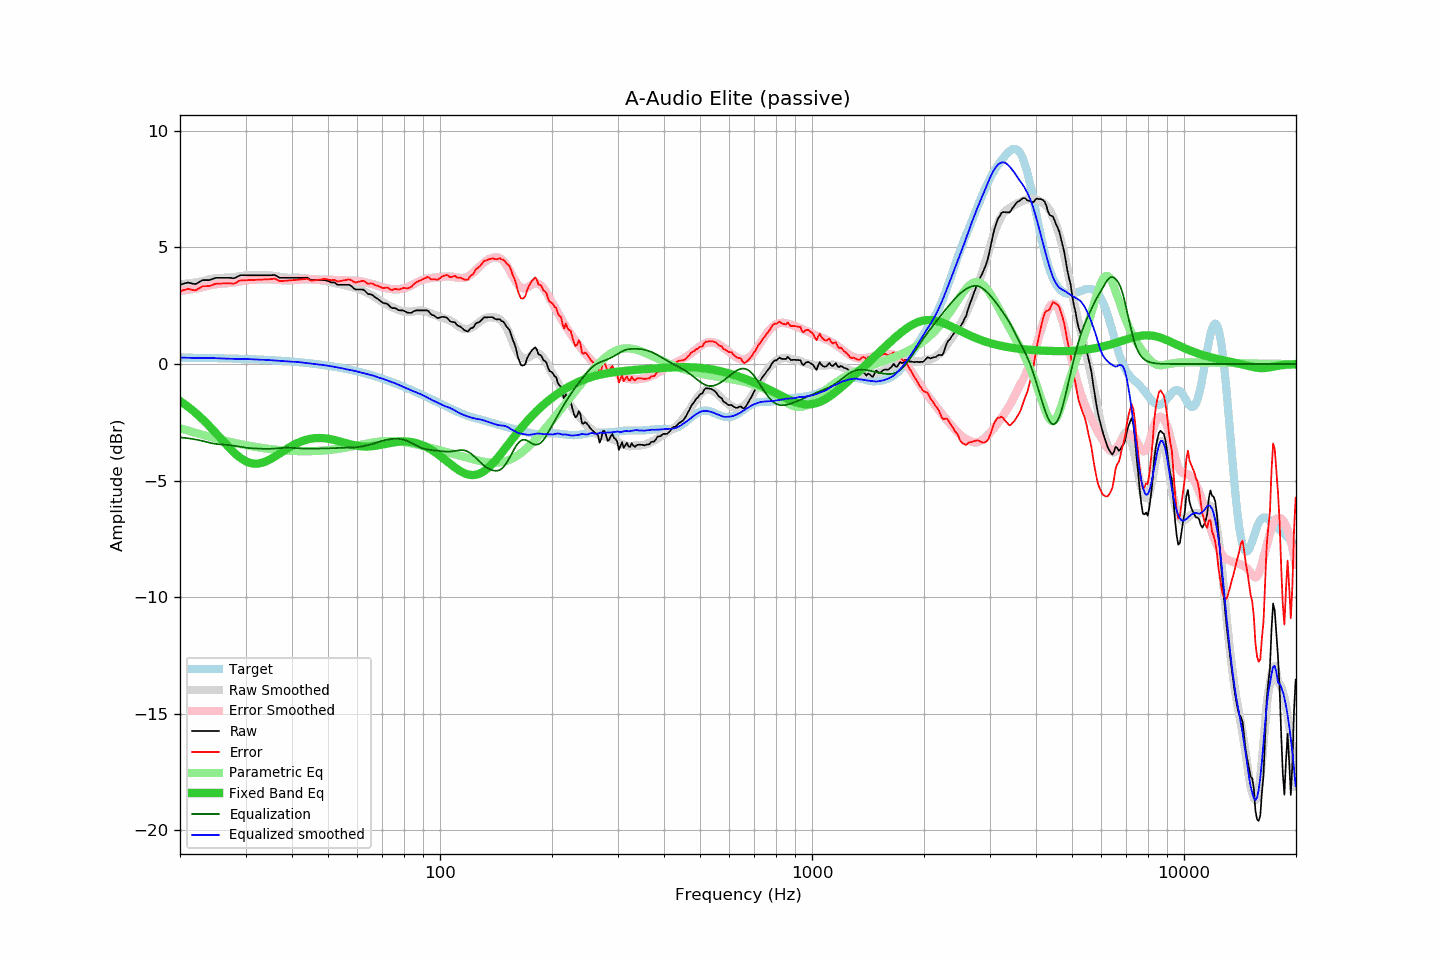 A-Audio Elite (passive)
10
5
0
−5
−10
−15
−20
Amplitude (dBr)
Target
Raw Smoothed
Error Smoothed
Raw
Error
Parametric Eq
Fixed Band Eq
Equalization
Equalized smoothed
100
1000
10000
Frequency (Hz)